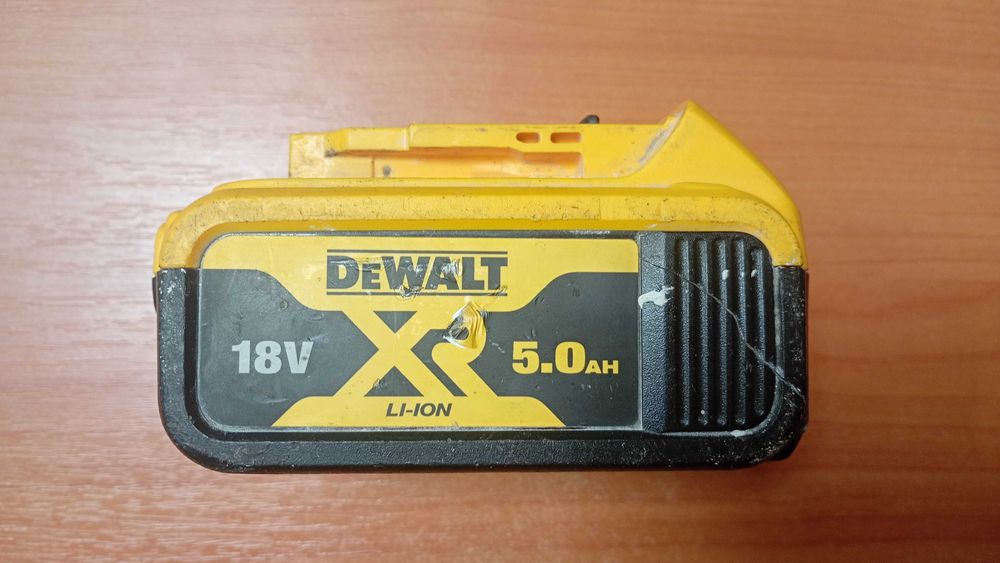 DEWALT
18V XR 5.0AH
LI-ION